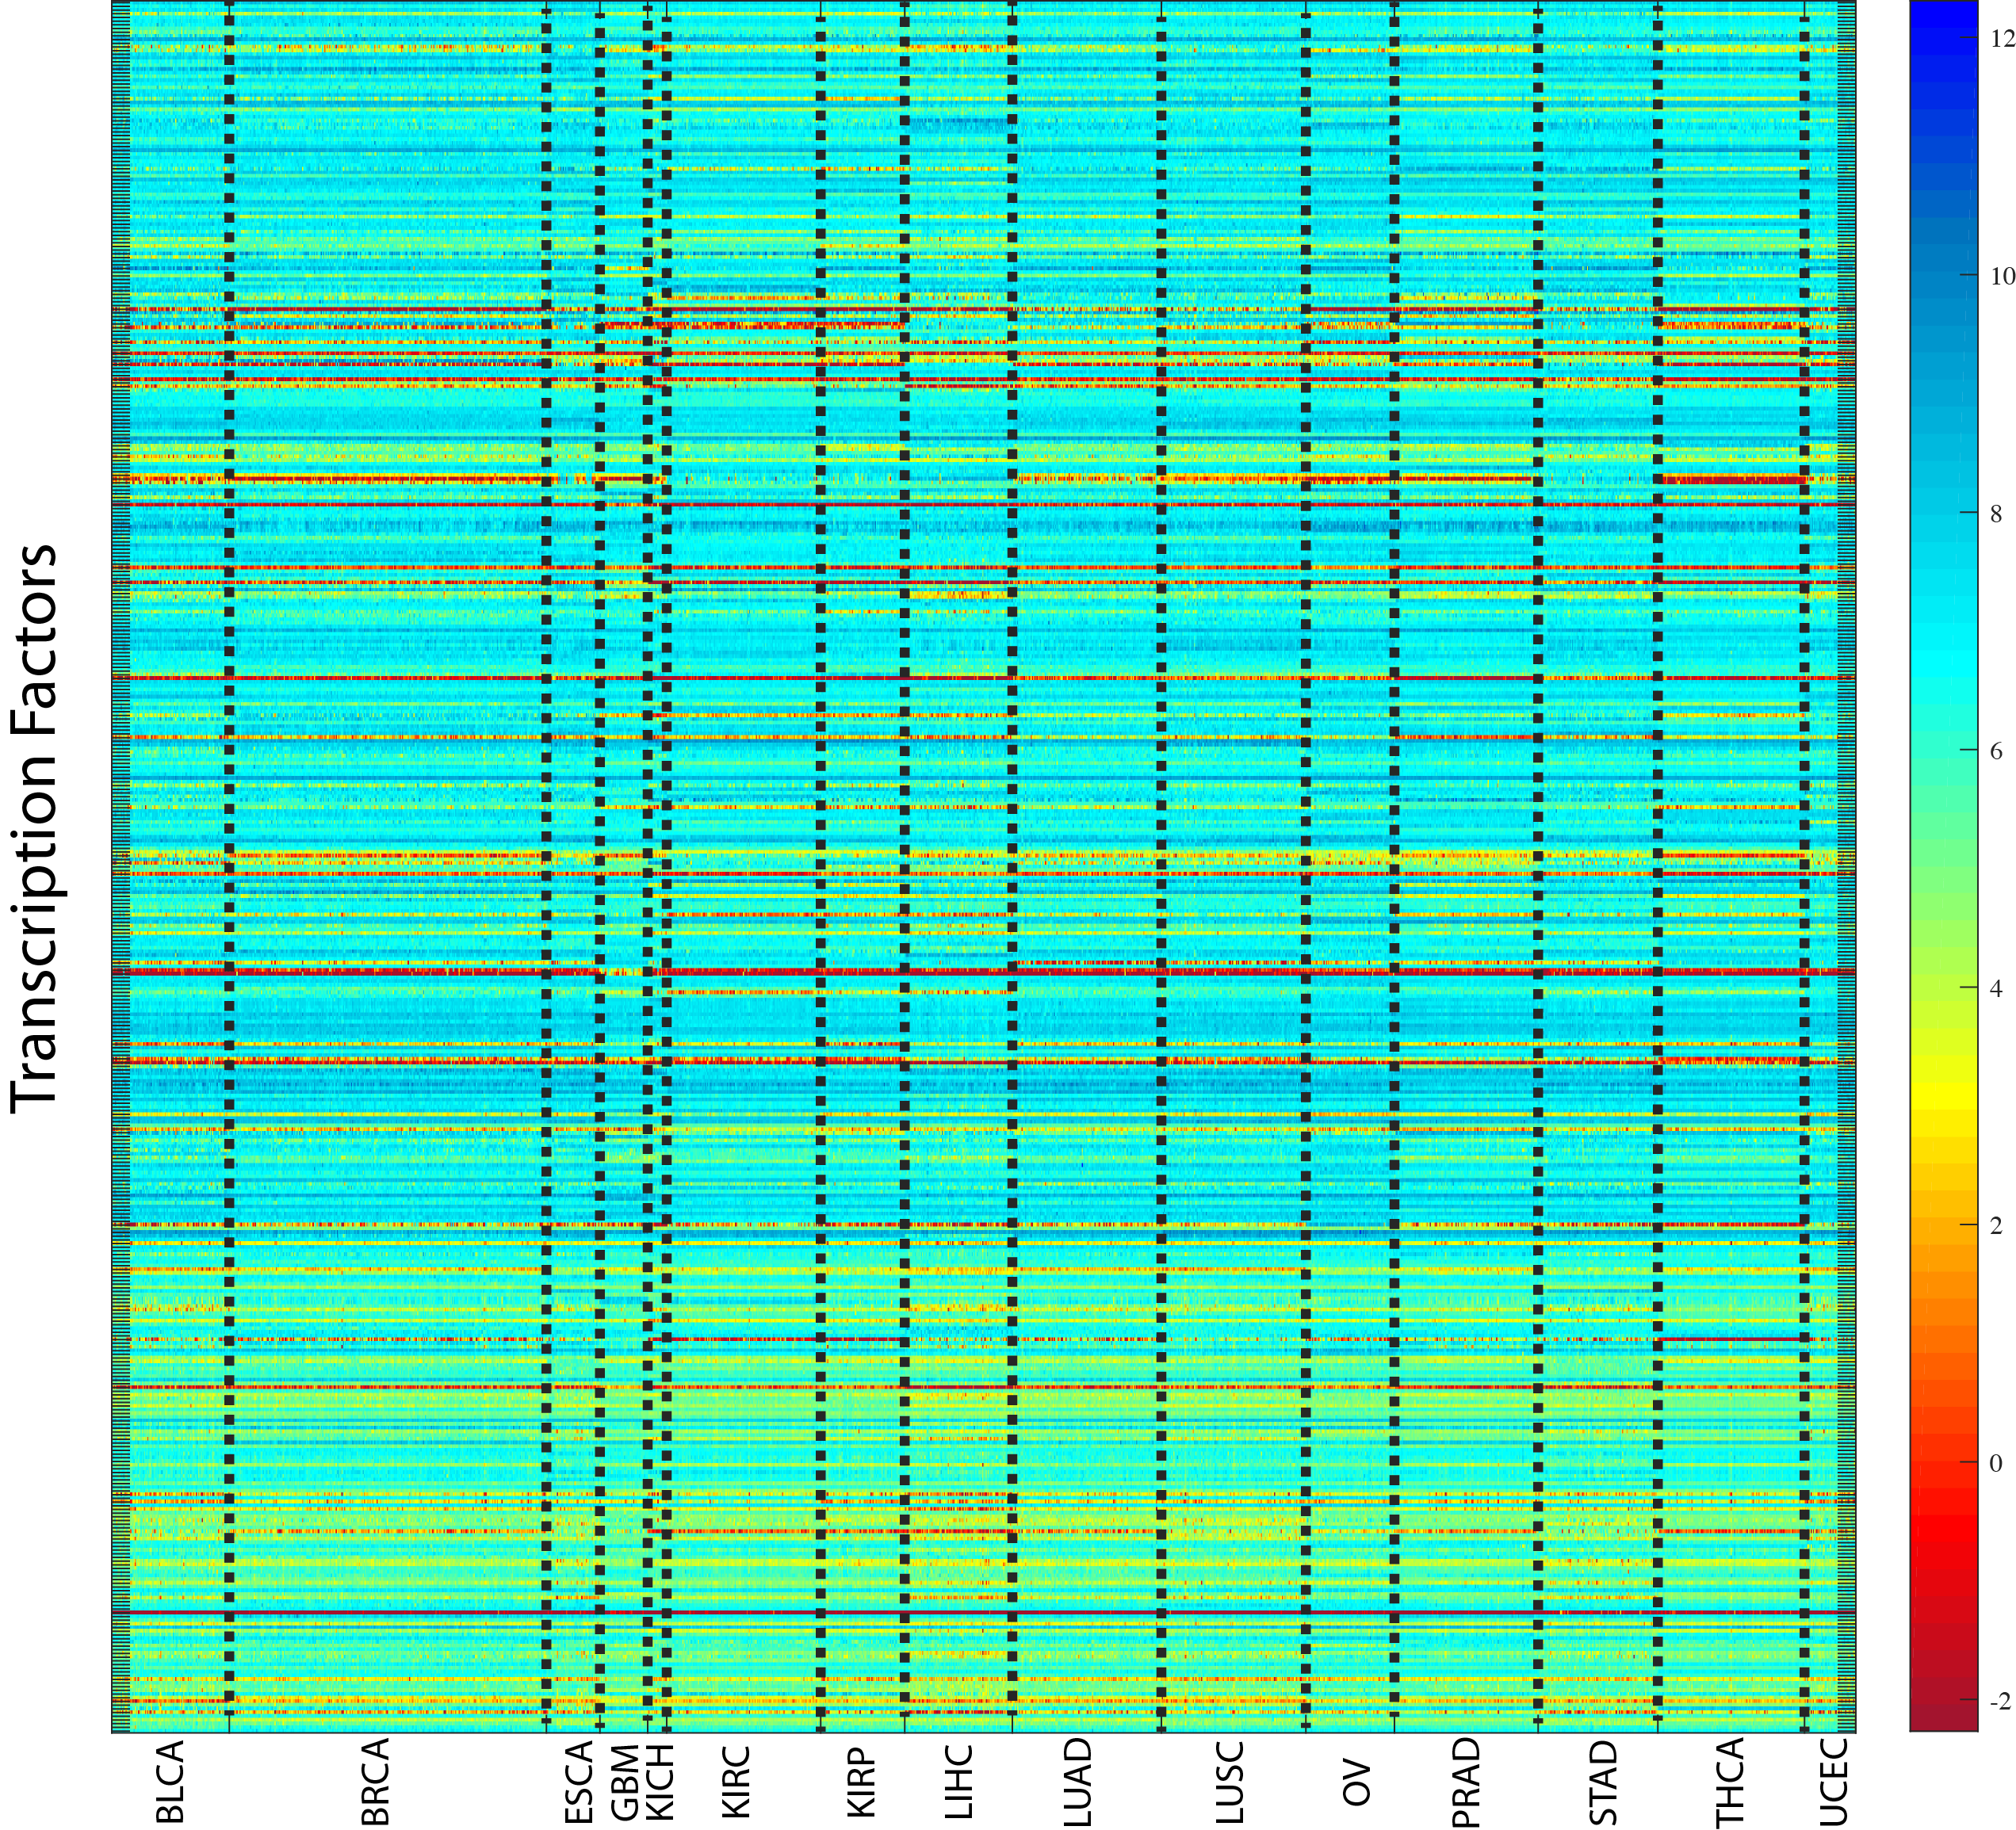 Transcription Factors
12
10
8
6
4
2
0
-2
BLCA
BRCA
ESCA
GBM
KICH
KIRC
KIRP
LIHC
LUAD
LUSC
OV
PRAD
STAD
THCA
UCEC